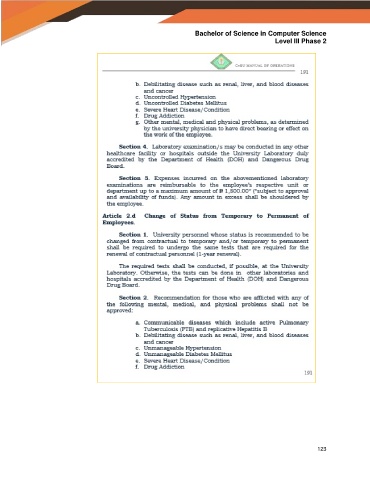 Bachelor of Science in Computer Science
Level III Phase 2
CHSV MANUAL OF OPERATIONS
191
b. Debilitating disease such as renal, liver, and blood diseases
and cancer
c. Uncontrolled Hypertension
d. Uncontrolled Diabetes Mellitus
e. Severe Heart Disease/Condition
f. Drug Addiction
g. Other mental, medical and physical problems, as determined
by the university physician to have direct bearing or effect on
the work of the employee.
Section 4. Laboratory examination/s may be conducted in any other
healthcare facility or hospitals outside the University Laboratory duly
accredited by the Department of Health (DOH) and Dangerous Drug
Board.
Section 5. Expenses incurred on the abovementioned laboratory
examinations are reimbursable to the employee's respective unit or
department up to a maximum amount of ₱ 1,500.00* (*subject to approval
and availability of funds). Any amount in excess shall be shouldered by
the employee.
Article 2.d Change of Status from Temporary to Permanent of
Employees.
Section 1. University personnel whose status is recommended to be
changed from contractual to temporary and/or temporary to permanent
shall be required to undergo the same tests that are required for the
renewal of contractual personnel (1-year renewal).
The required tests shall be conducted, if possible, at the University
Laboratory. Otherwise, the tests can be done in other laboratories and
hospitals accredited by the Department of Health (DOH) and Dangerous
Drug Board.
Section 2. Recommendation for those who are afflicted with any of
the following mental, medical, and physical problems shall not be
approved:
a. Communicable diseases which include active Pulmonary
Tuberculosis (PTB) and replicative Hepatitis B
b. Debilitating disease such as renal, liver, and blood diseases
and cancer
c. Unmanageable Hypertension
d. Unmanageable Diabetes Mellitus
e. Severe Heart Disease/Condition
f. Drug Addiction
191
123